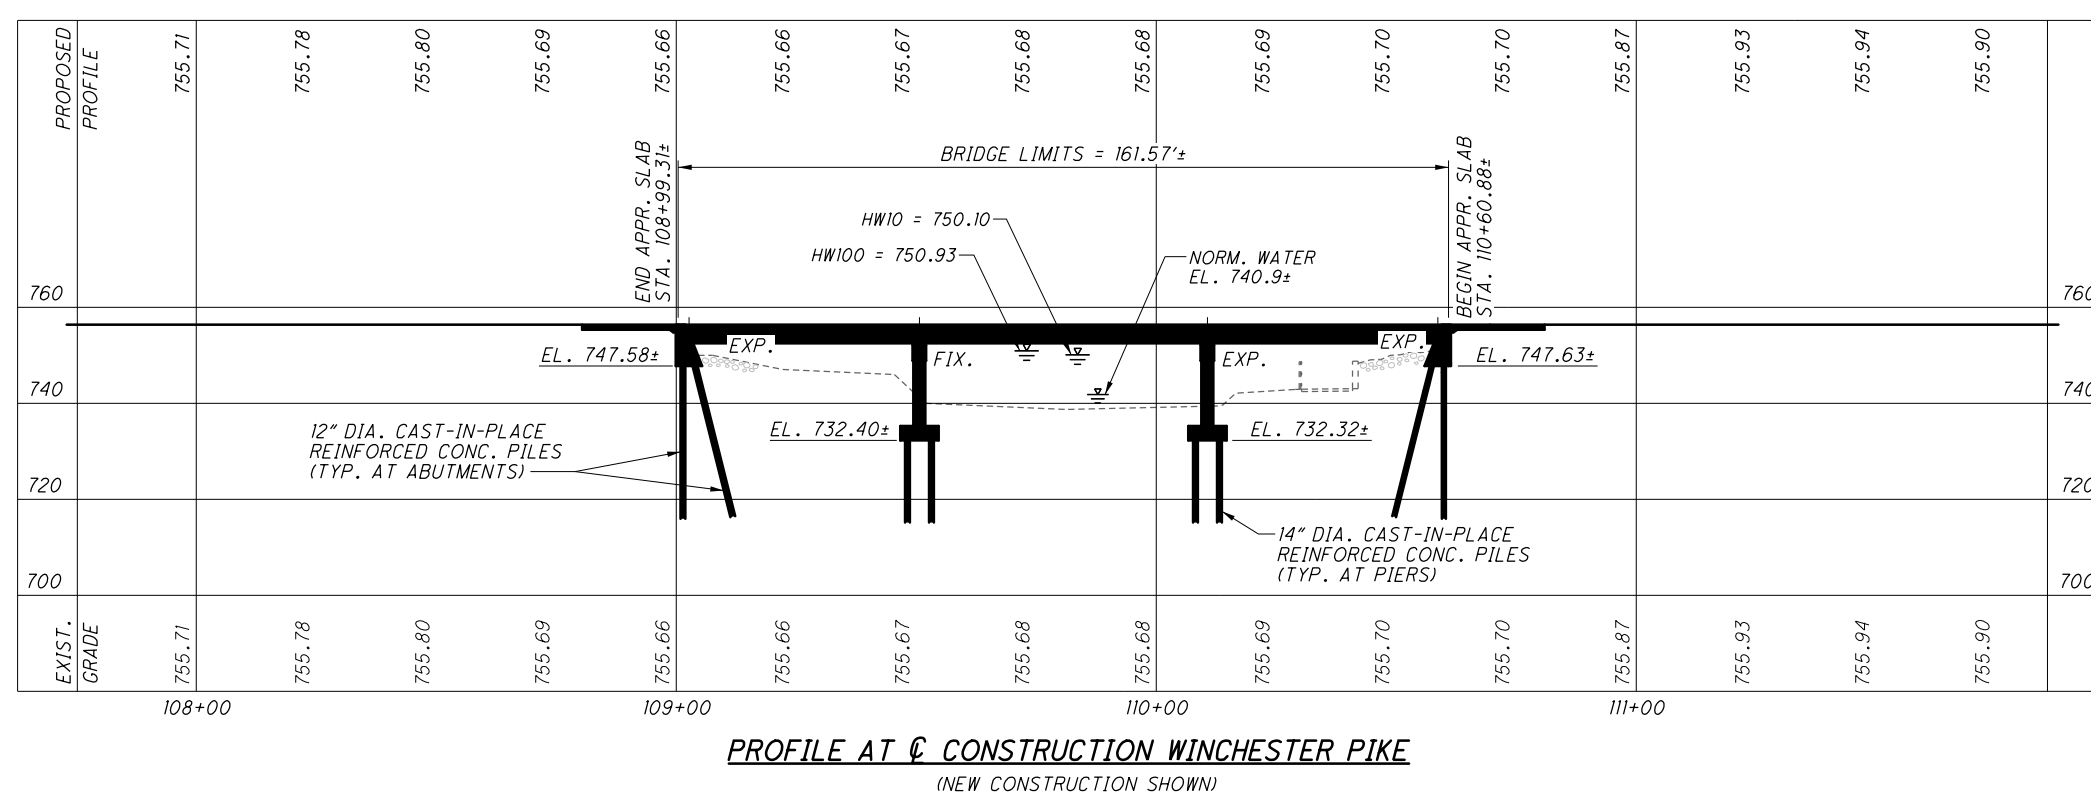 PROPOSED
PROFILE
755.71
755.78
755.80
755.69
755.66
755.66
755.67
755.68
755.68
755.69
755.70
755.70
755.87
755.93
755.94
755.90
END APPR. SLAB
STA. 108+99.31±
BRIDGE LIMITS = 161.57'±
BEGIN APPR. SLAB
STA. 110+60.88±
HW10 = 750.10
HW100 = 750.93
NORM. WATER
EL. 740.9±
760
760
EXP.
FIX.
EXP.
EXP.
EL. 747.58±
EL. 747.63±
740
740
EL. 732.40±
EL. 732.32±
12" DIA. CAST-IN-PLACE
REINFORCED CONC. PILES
(TYP. AT ABUTMENTS)
720
720
14" DIA. CAST-IN-PLACE
REINFORCED CONC. PILES
(TYP. AT PIERS)
700
700
EXIST.
GRADE
755.71
755.78
755.80
755.69
755.66
755.66
755.67
755.68
755.68
755.69
755.70
755.70
755.87
755.93
755.94
755.90
108+00
109+00
110+00
111+00
PROFILE AT ℄ CONSTRUCTION WINCHESTER PIKE
(NEW CONSTRUCTION SHOWN)